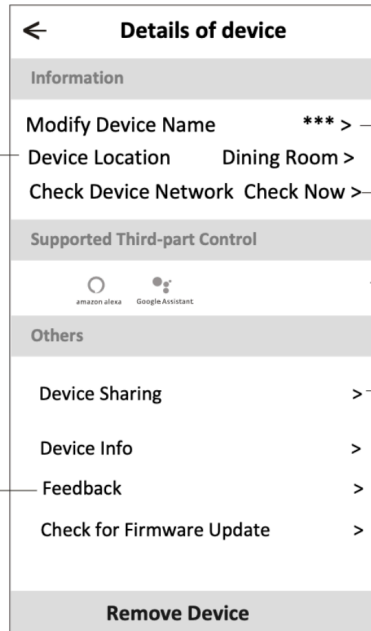 ← Details of device
Information
Modify Device Name *** >
Device Location Dining Room >
Check Device Network Check Now >
Supported Third-part Control
amazon alexa Google Assistant
Others
Device Sharing >
Device Info >
Feedback >
Check for Firmware Update >
Remove Device